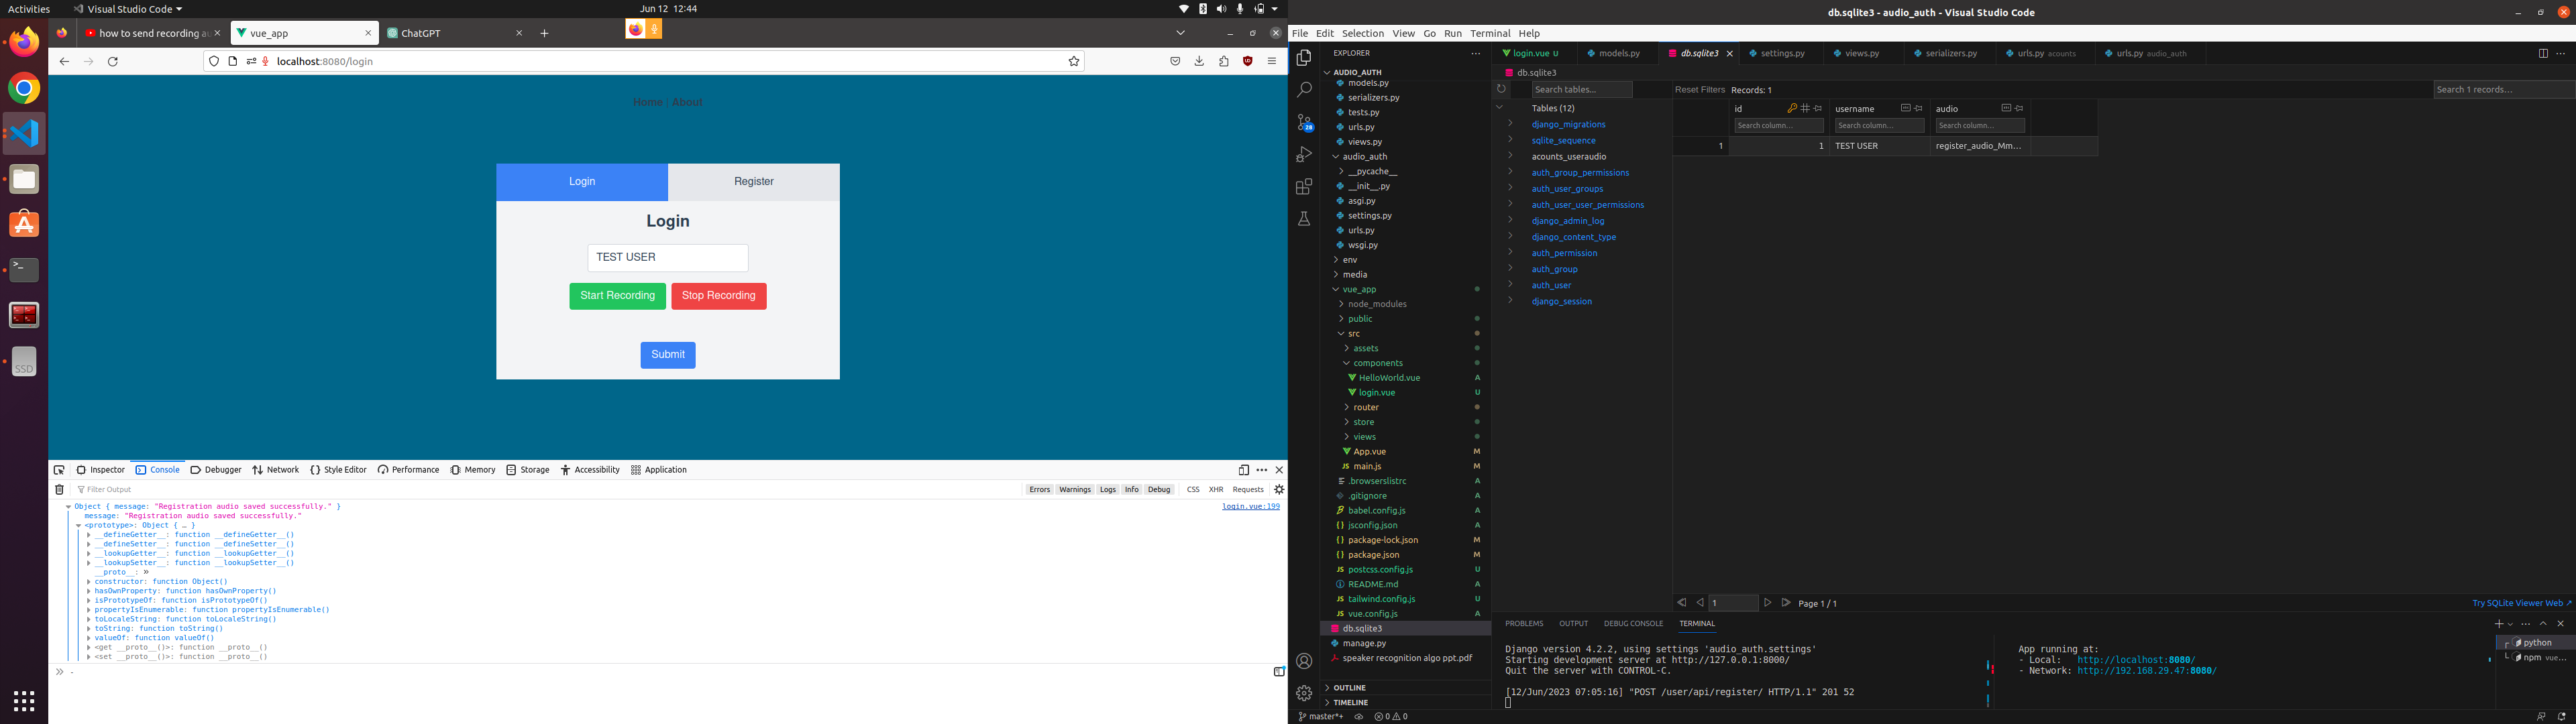 Activities Visual Studio Code Jun 12 12:44
how to send recording au vue_app ChatGPT
localhost:8080/login
Home | About
Login Register
Login
TEST USER
Start Recording Stop Recording
Submit
Inspector Console Debugger Network Style Editor Performance Memory Storage Accessibility Application
Filter Output Errors Warnings Logs Info Debug CSS XHR Requests
Object { message: "Registration audio saved successfully." } login.vue:199
message: "Registration audio saved successfully."
<prototype>: Object { … }
__defineGetter__: function __defineGetter__()
__defineSetter__: function __defineSetter__()
__lookupGetter__: function __lookupGetter__()
__lookupSetter__: function __lookupSetter__()
__proto__: »
constructor: function Object()
hasOwnProperty: function hasOwnProperty()
isPrototypeOf: function isPrototypeOf()
propertyIsEnumerable: function propertyIsEnumerable()
toLocaleString: function toLocaleString()
toString: function toString()
valueOf: function valueOf()
<get __proto__()>: function __proto__()
<set __proto__()>: function __proto__()
SSD
db.sqlite3 - audio_auth - Visual Studio Code
File Edit Selection View Go Run Terminal Help
EXPLORER
AUDIO_AUTH
models.py
serializers.py
tests.py
urls.py
views.py
audio_auth
__pycache__
__init__.py
asgi.py
settings.py
urls.py
wsgi.py
env
media
vue_app
node_modules
public
src
assets
components
HelloWorld.vue A
login.vue U
router
store
views
App.vue M
main.js M
.browserslistrc A
.gitignore A
babel.config.js A
jsconfig.json A
package-lock.json M
package.json M
postcss.config.js U
README.md A
tailwind.config.js U
vue.config.js A
db.sqlite3
manage.py
speaker recognition algo ppt.pdf
OUTLINE
TIMELINE
28
login.vue U models.py db.sqlite3 settings.py views.py serializers.py urls.py acounts urls.py audio_auth
db.sqlite3
Search tables...
Tables (12)
django_migrations
sqlite_sequence
acounts_useraudio
auth_group_permissions
auth_user_groups
auth_user_user_permissions
django_admin_log
django_content_type
auth_permission
auth_group
auth_user
django_session
Reset Filters Records: 1 Search 1 records...
id username audio
Search column... Search column... Search column...
1 1 TEST USER register_audio_Mm...
1 Page 1 / 1 Try SQLite Viewer Web
PROBLEMS OUTPUT DEBUG CONSOLE TERMINAL
Django version 4.2.2, using settings 'audio_auth.settings'
Starting development server at http://127.0.0.1:8000/
Quit the server with CONTROL-C.
[12/Jun/2023 07:05:16] "POST /user/api/register/ HTTP/1.1" 201 52
App running at:
- Local: http://localhost:8080/
- Network: http://192.168.29.47:8080/
python
npm vue...
master*+ 0 0